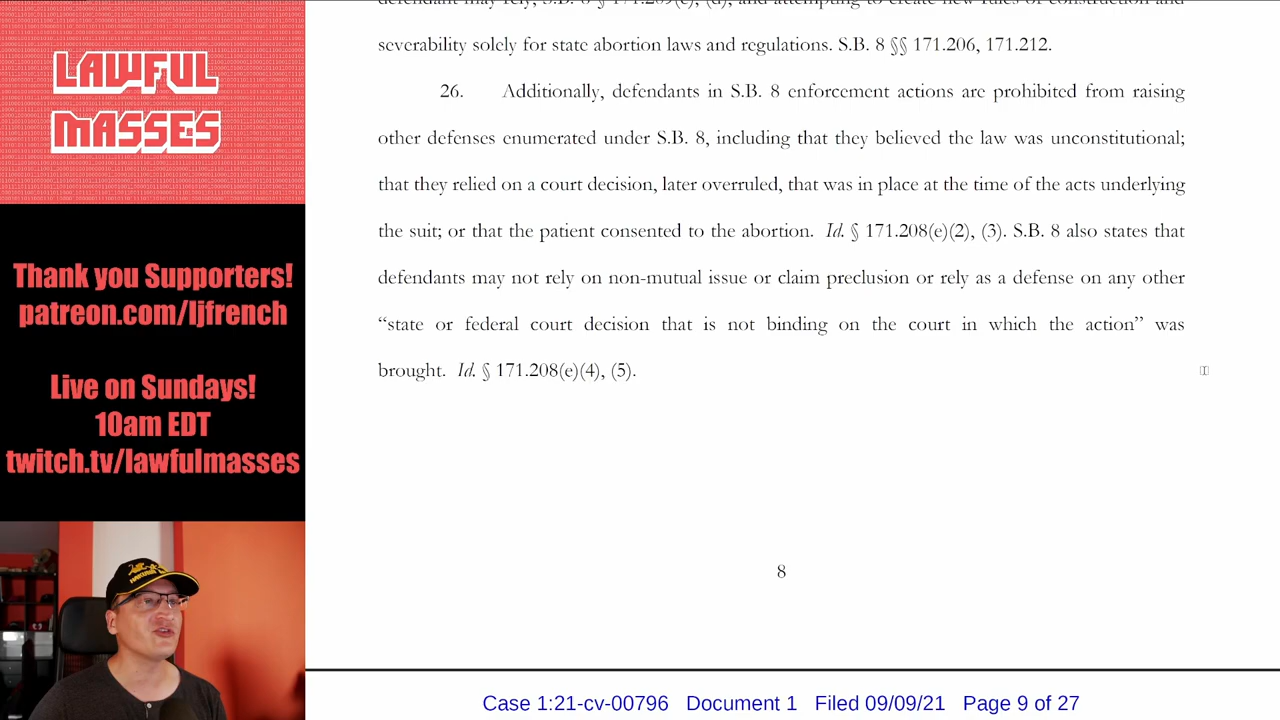 LAWFUL
MASSES
Thank you Supporters!
patreon.com/ljfrench
Live on Sundays!
10am EDT
twitch.tv/lawfulmasses
severability solely for state abortion laws and regulations. S.B. 8 §§ 171.206, 171.212.
26. Additionally, defendants in S.B. 8 enforcement actions are prohibited from raising
other defenses enumerated under S.B. 8, including that they believed the law was unconstitutional;
that they relied on a court decision, later overruled, that was in place at the time of the acts underlying
the suit; or that the patient consented to the abortion. Id. § 171.208(e)(2), (3). S.B. 8 also states that
defendants may not rely on non-mutual issue or claim preclusion or rely as a defense on any other
“state or federal court decision that is not binding on the court in which the action” was
brought. Id. § 171.208(e)(4), (5).
8
Case 1:21-cv-00796 Document 1 Filed 09/09/21 Page 9 of 27